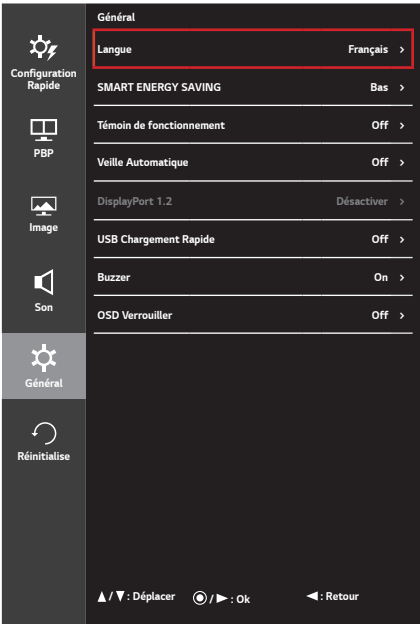 Configuration
Rapide
PBP
Image
Son
Général
Réinitialise
Général
Langue Français >
SMART ENERGY SAVING Bas >
Témoin de fonctionnement Off >
Veille Automatique Off >
DisplayPort 1.2 Désactiver >
USB Chargement Rapide Off >
Buzzer On >
OSD Verrouiller Off >
▲/▼: Déplacer ◉/►: Ok ◄: Retour